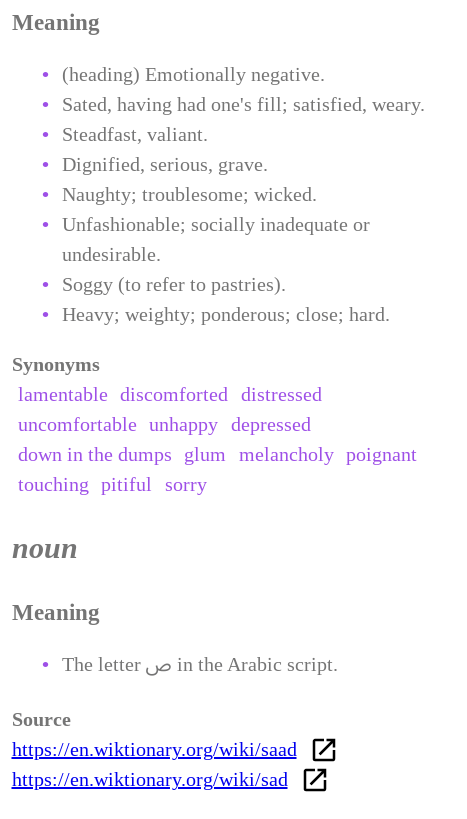 Meaning
(heading) Emotionally negative.
Sated, having had one's fill; satisfied, weary.
Steadfast, valiant.
Dignified, serious, grave.
Naughty; troublesome; wicked.
Unfashionable; socially inadequate or
undesirable.
Soggy (to refer to pastries).
Heavy; weighty; ponderous; close; hard.
Synonyms
lamentable discomforted distressed
uncomfortable unhappy depressed
down in the dumps glum melancholy poignant
touching pitiful sorry
noun
Meaning
The letter ص in the Arabic script.
Source
https://en.wiktionary.org/wiki/saad
https://en.wiktionary.org/wiki/sad